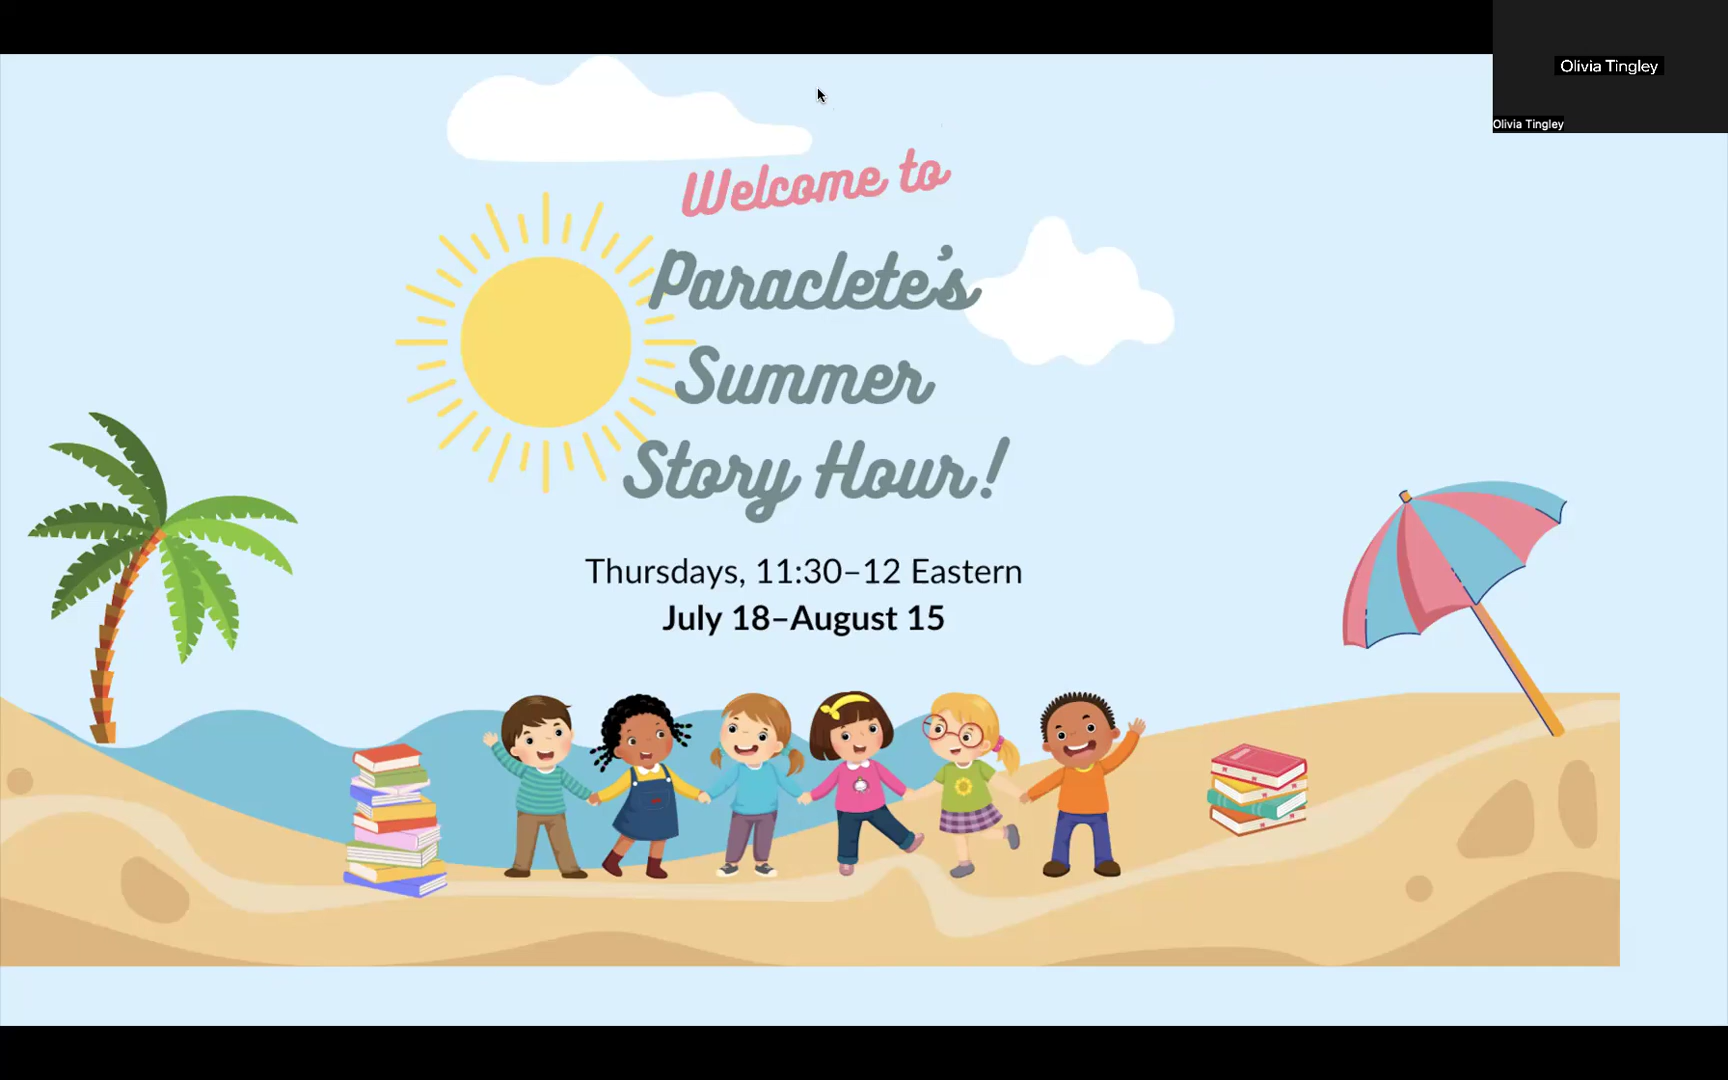 Olivia Tingley
Olivia Tingley
Welcome to
Paraclete's
Summer
Story Hour!
Thursdays, 11:30–12 Eastern
July 18–August 15